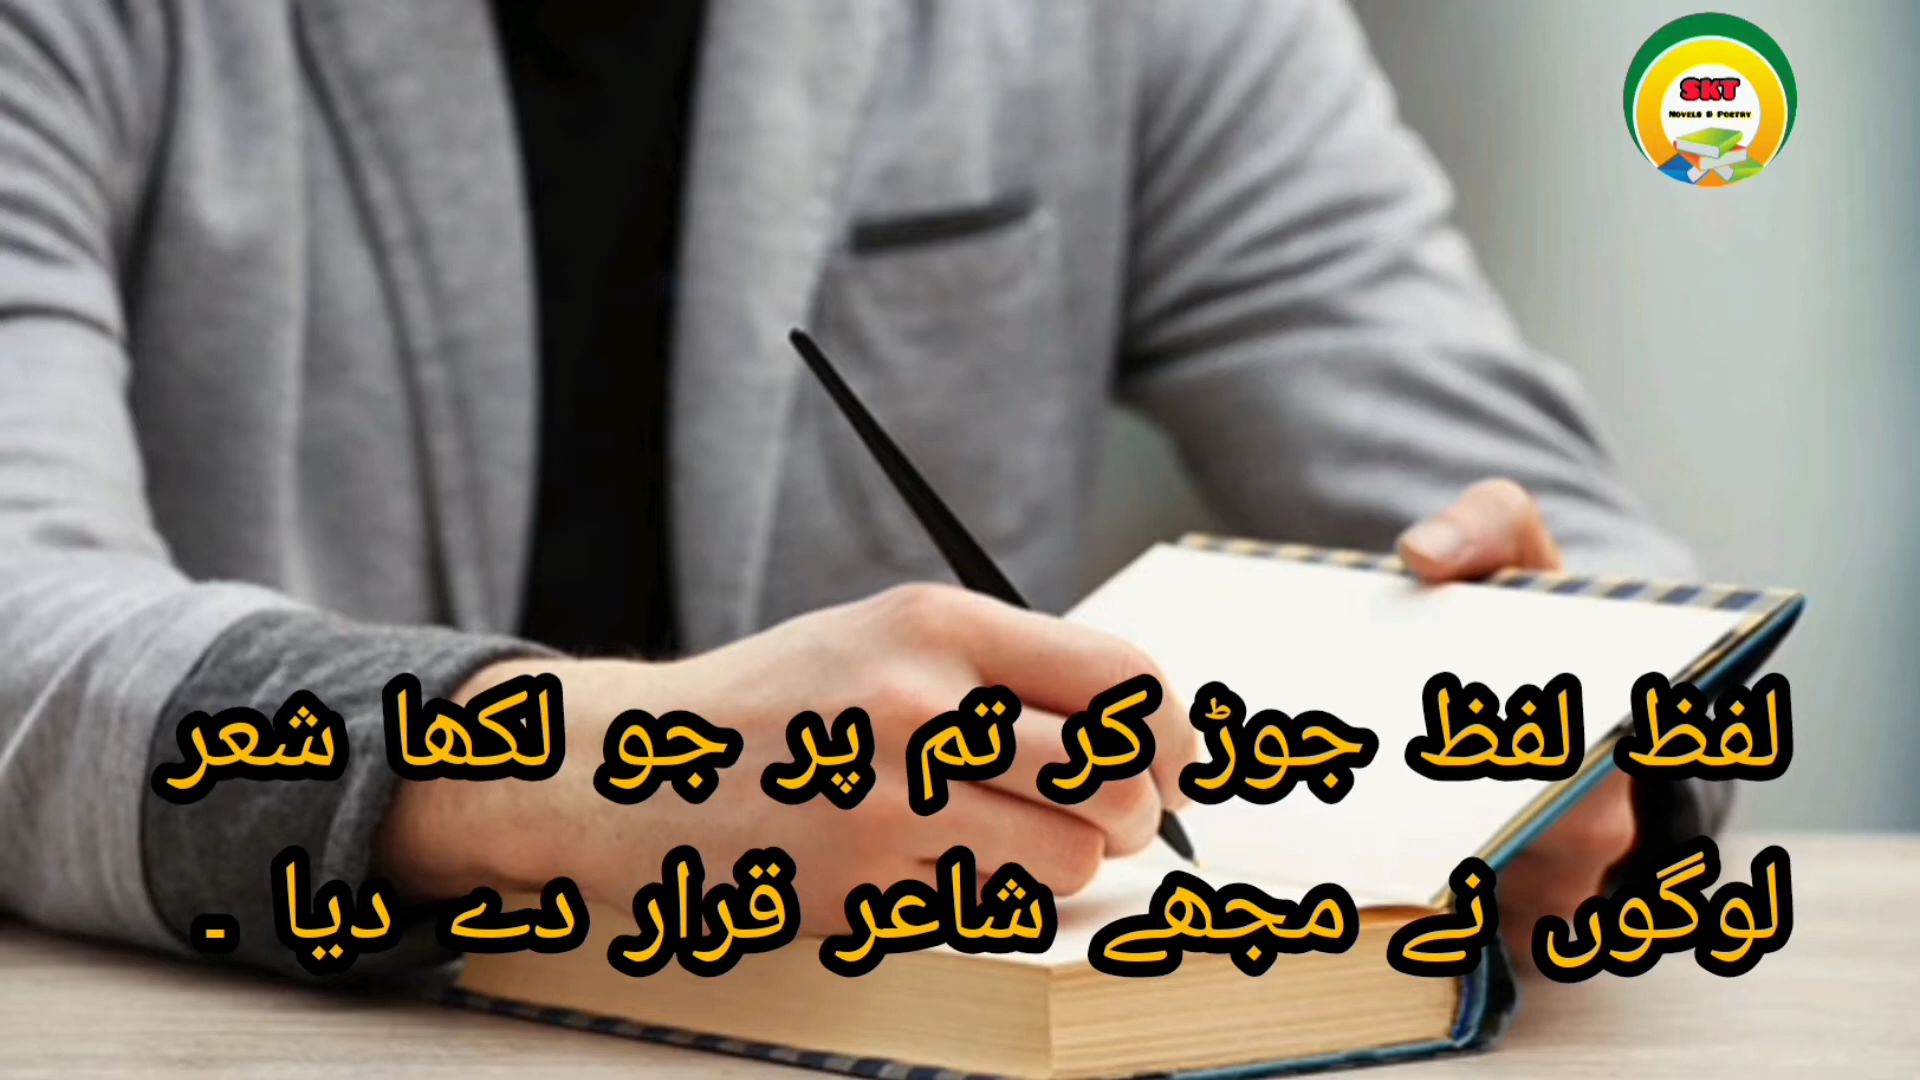 SKT
Novels & Poetry
لفظ لفظ جوڑ کر تم پر جو لکھا شعر
لوگوں نے مجھے شاعر قرار دے دیا ۔